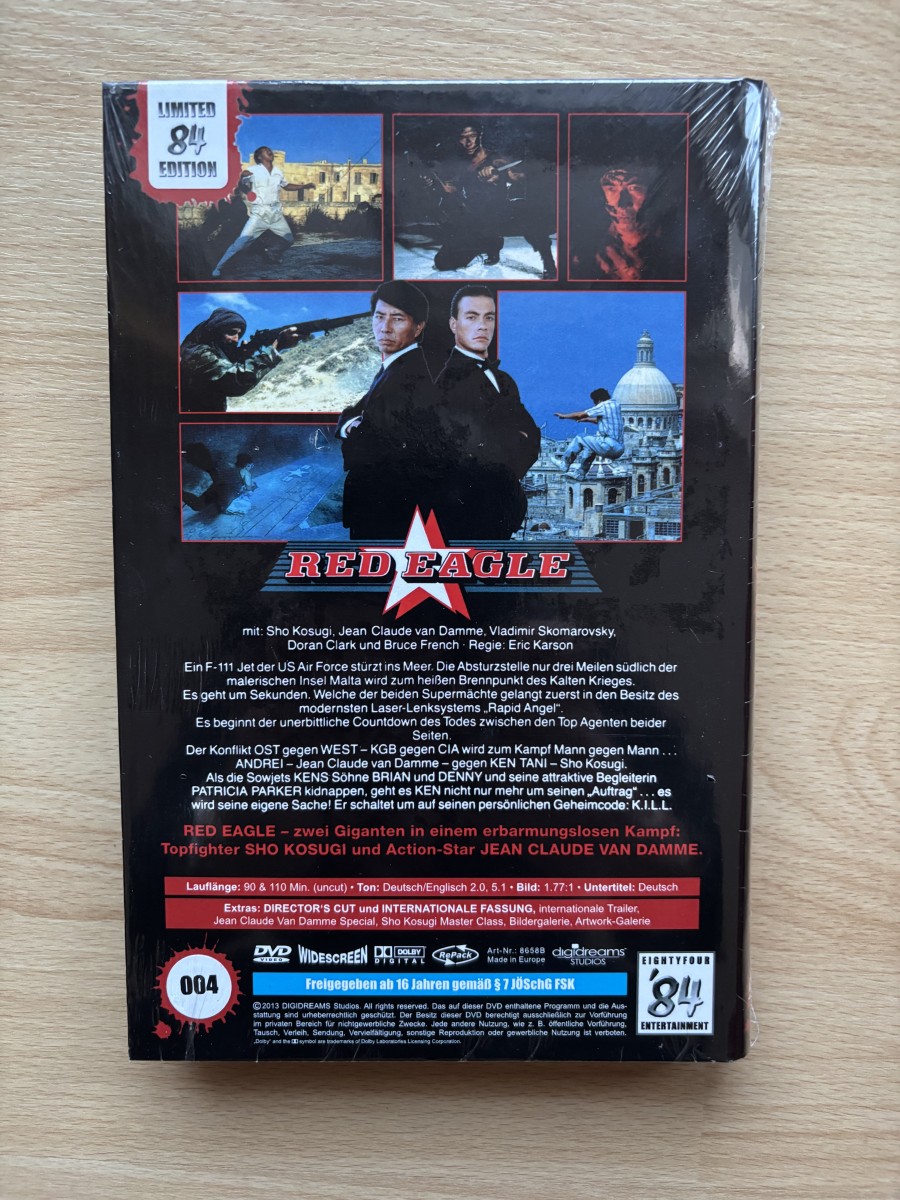 LIMITED
84
EDITION
RED EAGLE
mit: Sho Kosugi, Jean Claude van Damme, Vladimir Skomarovsky,
Doran Clark und Bruce French · Regie: Eric Karson
Ein F-111 Jet der US Air Force stürzt ins Meer. Die Absturzstelle nur drei Meilen südlich der
malerischen Insel Malta wird zum heißen Brennpunkt des Kalten Krieges.
Es geht um Sekunden. Welche der beiden Supermächte gelangt zuerst in den Besitz des
modernsten Laser-Lenksystems „Rapid Angel“.
Es beginnt der unerbittliche Countdown des Todes zwischen den Top Agenten beider
Seiten.
Der Konflikt OST gegen WEST – KGB gegen CIA wird zum Kampf Mann gegen Mann . . .
ANDREI – Jean Claude van Damme – gegen KEN TANI – Sho Kosugi.
Als die Sowjets KENS Söhne BRIAN und DENNY und seine attraktive Begleiterin
PATRICIA PARKER kidnappen, geht es KEN nicht nur um seinen „Auftrag“ . . . es
wird seine eigene Sache! Er schaltet um auf seinen persönlichen Geheimcode: K.I.L.L.
RED EAGLE – zwei Giganten in einem erbarmungslosen Kampf:
Topfighter SHO KOSUGI und Action-Star JEAN CLAUDE VAN DAMME.
Lauflänge: 90 & 110 Min. (uncut) • Ton: Deutsch/Englisch 2.0, 5.1 • Bild: 1.77:1 • Untertitel: Deutsch
Extras: DIRECTOR'S CUT und INTERNATIONALE FASSUNG, internationale Trailer,
Jean Claude Van Damme Special, Sho Kosugi Master Class, Bildergalerie, Artwork-Galerie
DVD VIDEO WIDESCREEN DOLBY DIGITAL RePack Art-Nr.: 8658B Made in Europe digidreams STUDIOS
004
Freigegeben ab 16 Jahren gemäß § 7 JÖSchG FSK
©2013 DIGIDREAMS Studios. All rights reserved. Das auf dieser DVD enthaltene Programm und die Aus-
stattung sind urheberrechtlich geschützt. Der Besitz dieser DVD berechtigt ausschließlich zur Vorführung
im privaten Bereich für nichtgewerbliche Zwecke. Jede andere Nutzung, wie z. B. öffentliche Vorführung,
Tausch, Verleih, Sendung, Vervielfältigung, sonstige Reproduktion oder gewerbliche Nutzung ist verboten.
„Dolby“ and the DD symbol are trademarks of Dolby Laboratories Licensing Corporation.
EIGHTYFOUR
'84
ENTERTAINMENT